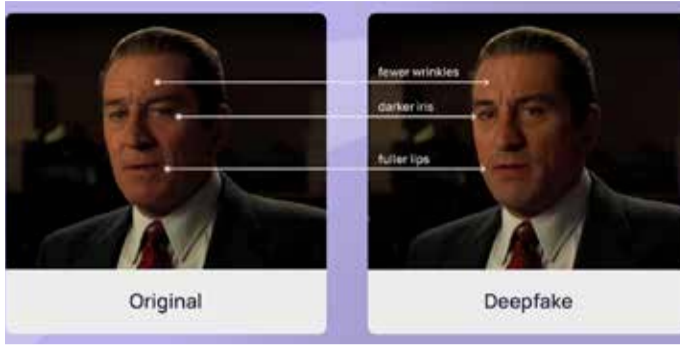 fewer wrinkles
darker iris
fuller lips
Original
Deepfake